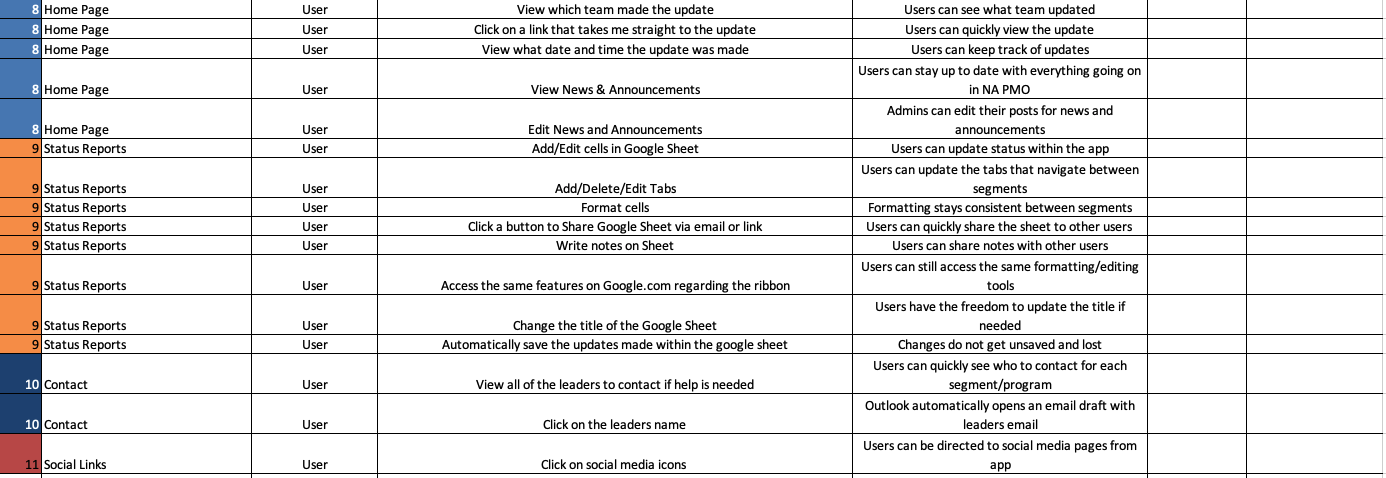 8 Home Page User View which team made the update Users can see what team updated
8 Home Page User Click on a link that takes me straight to the update Users can quickly view the update
8 Home Page User View what date and time the update was made Users can keep track of updates
Users can stay up to date with everything going on
8 Home Page User View News & Announcements in NA PMO
Admins can edit their posts for news and
8 Home Page User Edit News and Announcements announcements
9 Status Reports User Add/Edit cells in Google Sheet Users can update status within the app
Users can update the tabs that navigate between
9 Status Reports User Add/Delete/Edit Tabs segments
9 Status Reports User Format cells Formatting stays consistent between segments
9 Status Reports User Click a button to Share Google Sheet via email or link Users can quickly share the sheet to other users
9 Status Reports User Write notes on Sheet Users can share notes with other users
Users can still access the same formatting/editing
9 Status Reports User Access the same features on Google.com regarding the ribbon tools
Users have the freedom to update the title if
9 Status Reports User Change the title of the Google Sheet needed
9 Status Reports User Automatically save the updates made within the google sheet Changes do not get unsaved and lost
Users can quickly see who to contact for each
10 Contact User View all of the leaders to contact if help is needed segment/program
Outlook automatically opens an email draft with
10 Contact User Click on the leaders name leaders email
Users can be directed to social media pages from
11 Social Links User Click on social media icons app